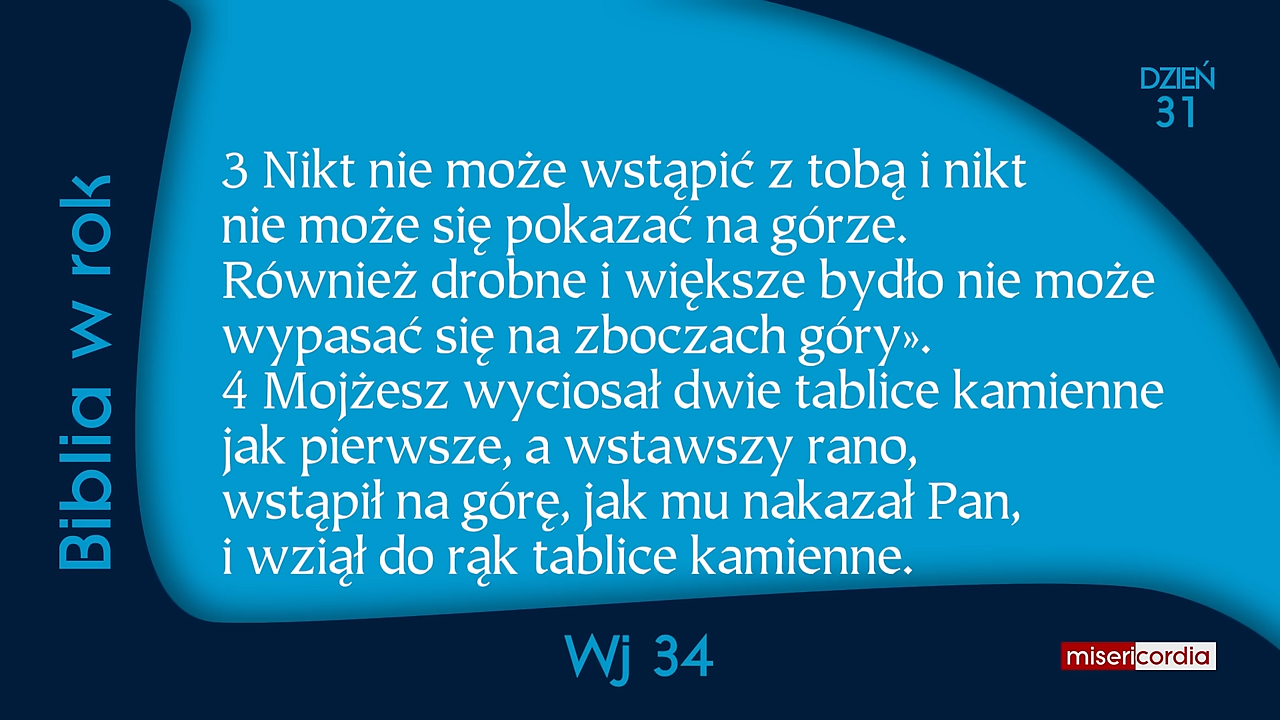 Biblia w rok
DZIEŃ
31
3 Nikt nie może wstąpić z tobą i nikt
nie może się pokazać na górze.
Również drobne i większe bydło nie może
wypasać się na zboczach góry».
4 Mojżesz wyciosał dwie tablice kamienne
jak pierwsze, a wstawszy rano,
wstąpił na górę, jak mu nakazał Pan,
i wziął do rąk tablice kamienne.
Wj 34
misericordia